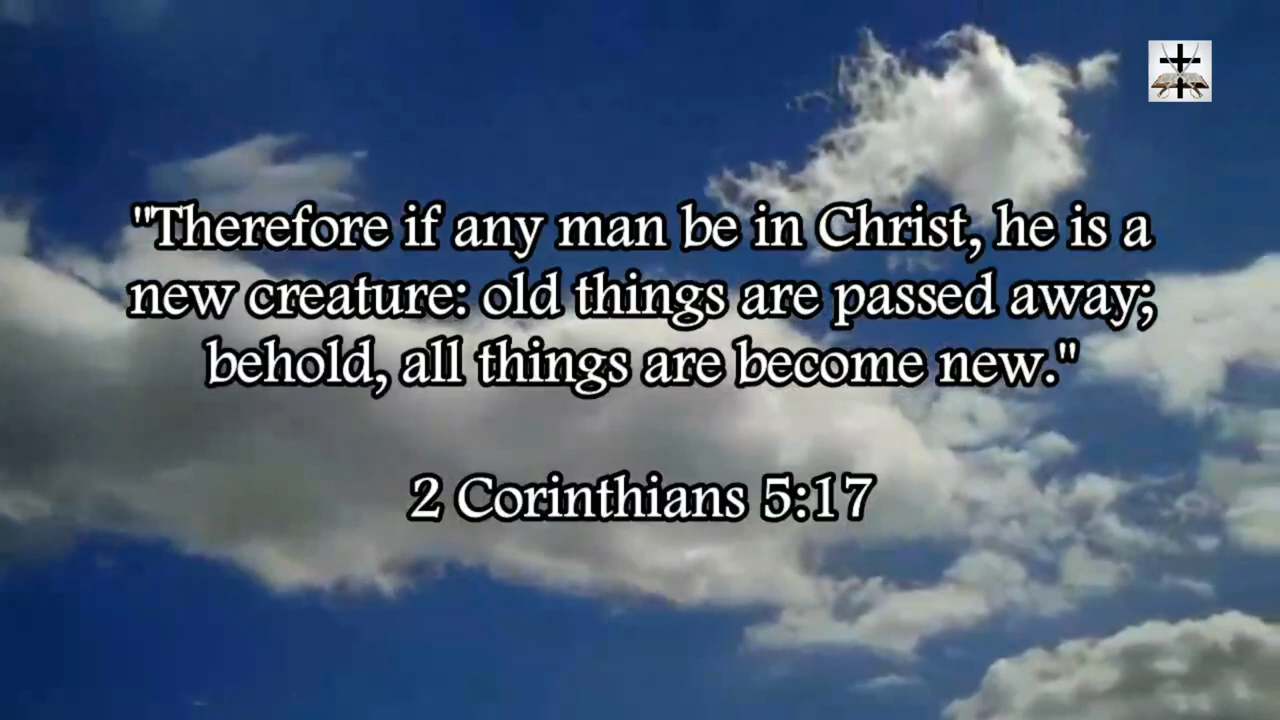 "Therefore if any man be in Christ, he is a
new creature: old things are passed away;
behold, all things are become new."
2 Corinthians 5:17